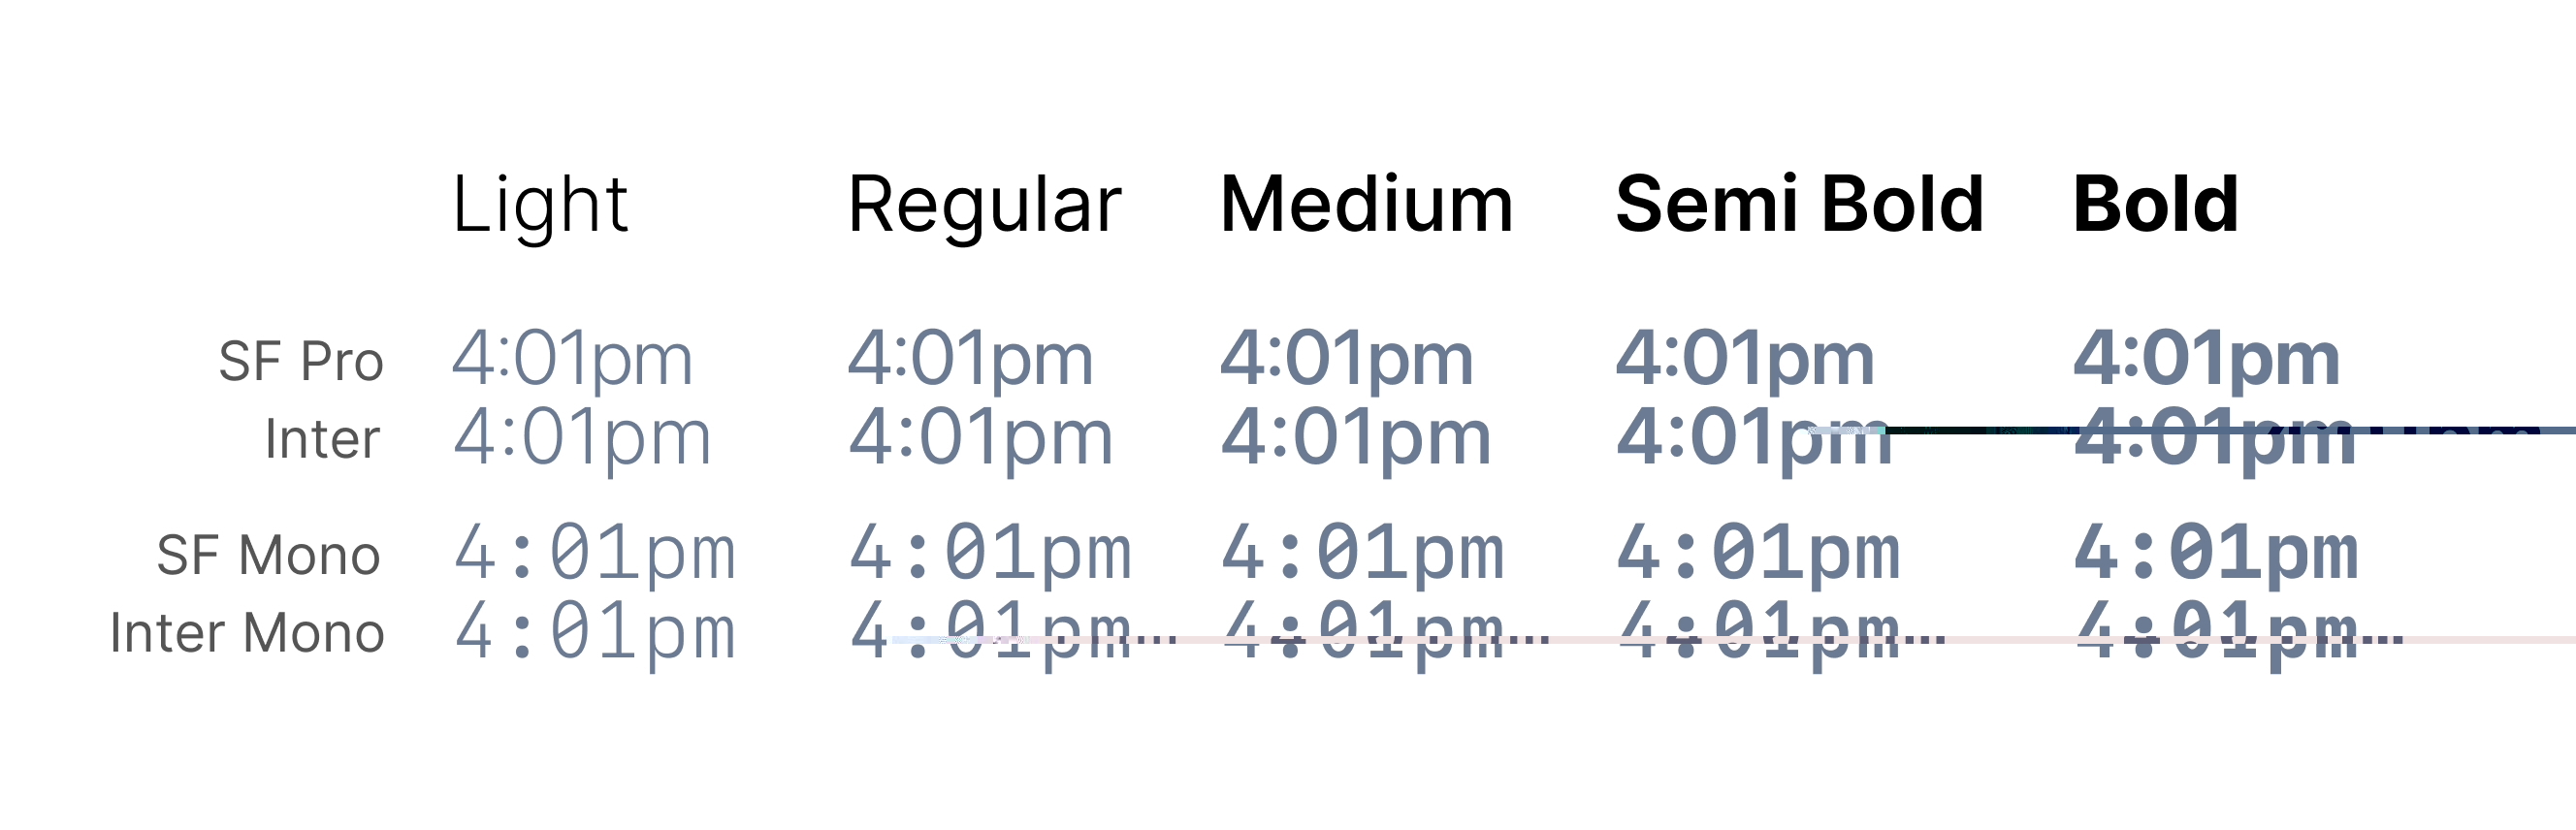 Light Regular Medium Semi Bold Bold
SF Pro 4:01pm 4:01pm 4:01pm 4:01pm 4:01pm
Inter 4:01pm 4:01pm 4:01pm 4:01pm 4:01pm
SF Mono 4:01pm 4:01pm 4:01pm 4:01pm 4:01pm
Inter Mono 4:01pm 4:01pm 4:01pm 4:01pm 4:01pm